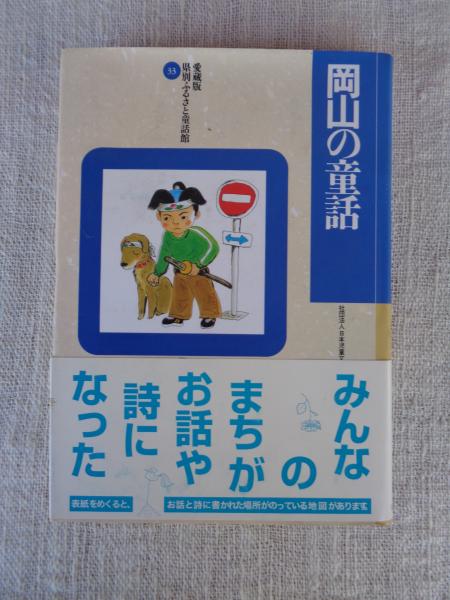 岡山の童話
愛蔵版
県別ふるさと童話館
33
社団法人日本児童文
みんな
の
まちが
お話や
詩に
なった
表紙をめくると、
お話と詩に書かれた場所がのっている地図があります。